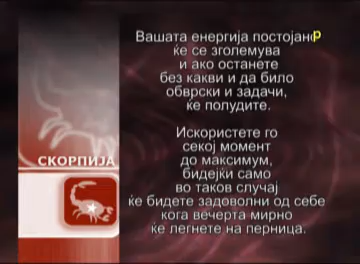 Вашата енергија постојано
ќе се зголемува
и ако останете
без какви и да било
обврски и задачи,
ќе полудите.
Искористете го
секој момент
до максимум,
бидејќи само
во таков случај
ќе бидете задоволни од себе
кога вечерта мирно
ќе легнете на перница.
СКОРПИЈА